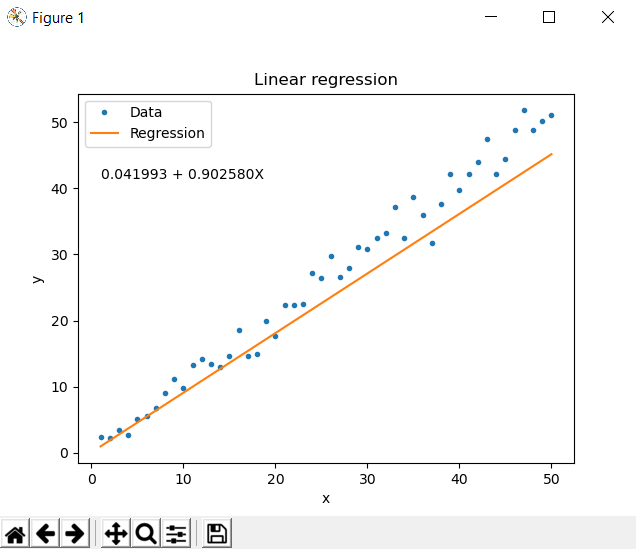 Figure 1
Linear regression
Data
Regression
0.041993 + 0.902580X
50
40
30
20
10
0
y
0 10 20 30 40 50
x